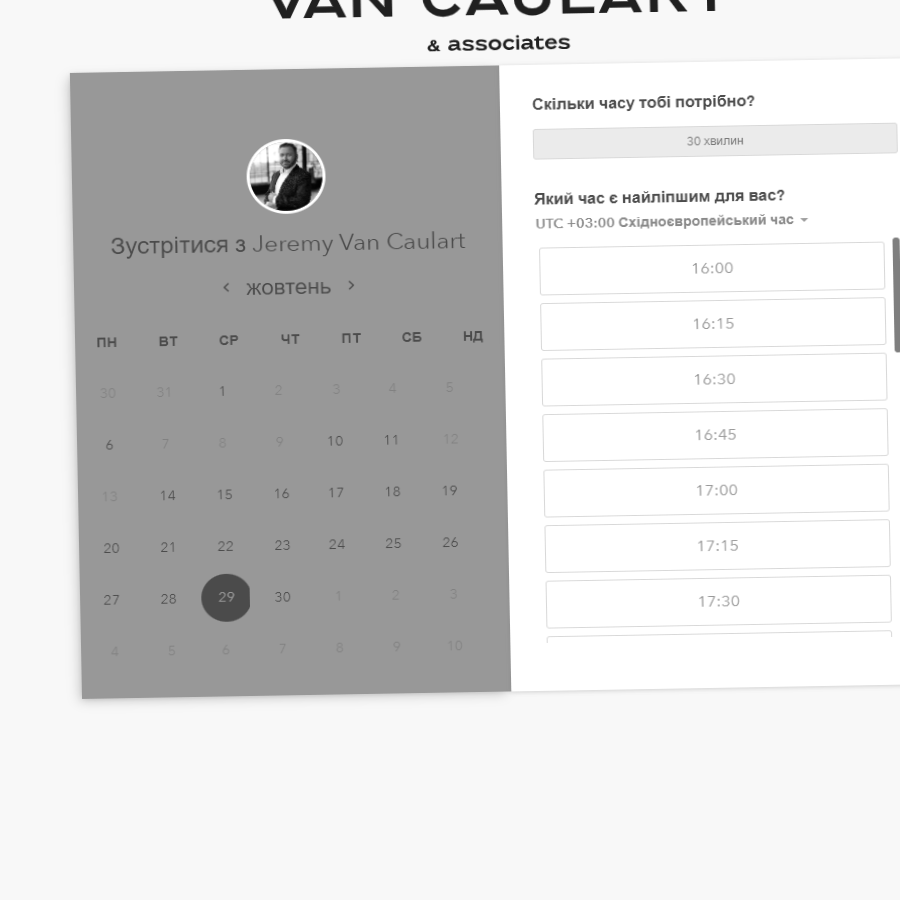 VAN CAULART
& associates
Зустрітися з Jeremy Van Caulart
жовтень
ПН ВТ СР ЧТ ПТ СБ НД
30 31 1 2 3 4 5
6 7 8 9 10 11 12
13 14 15 16 17 18 19
20 21 22 23 24 25 26
27 28 29 30 1 2 3
4 5 6 7 8 9 10
Скільки часу тобі потрібно?
30 хвилин
Який час є найліпшим для вас?
UTC +03:00 Східноєвропейський час
16:00
16:15
16:30
16:45
17:00
17:15
17:30